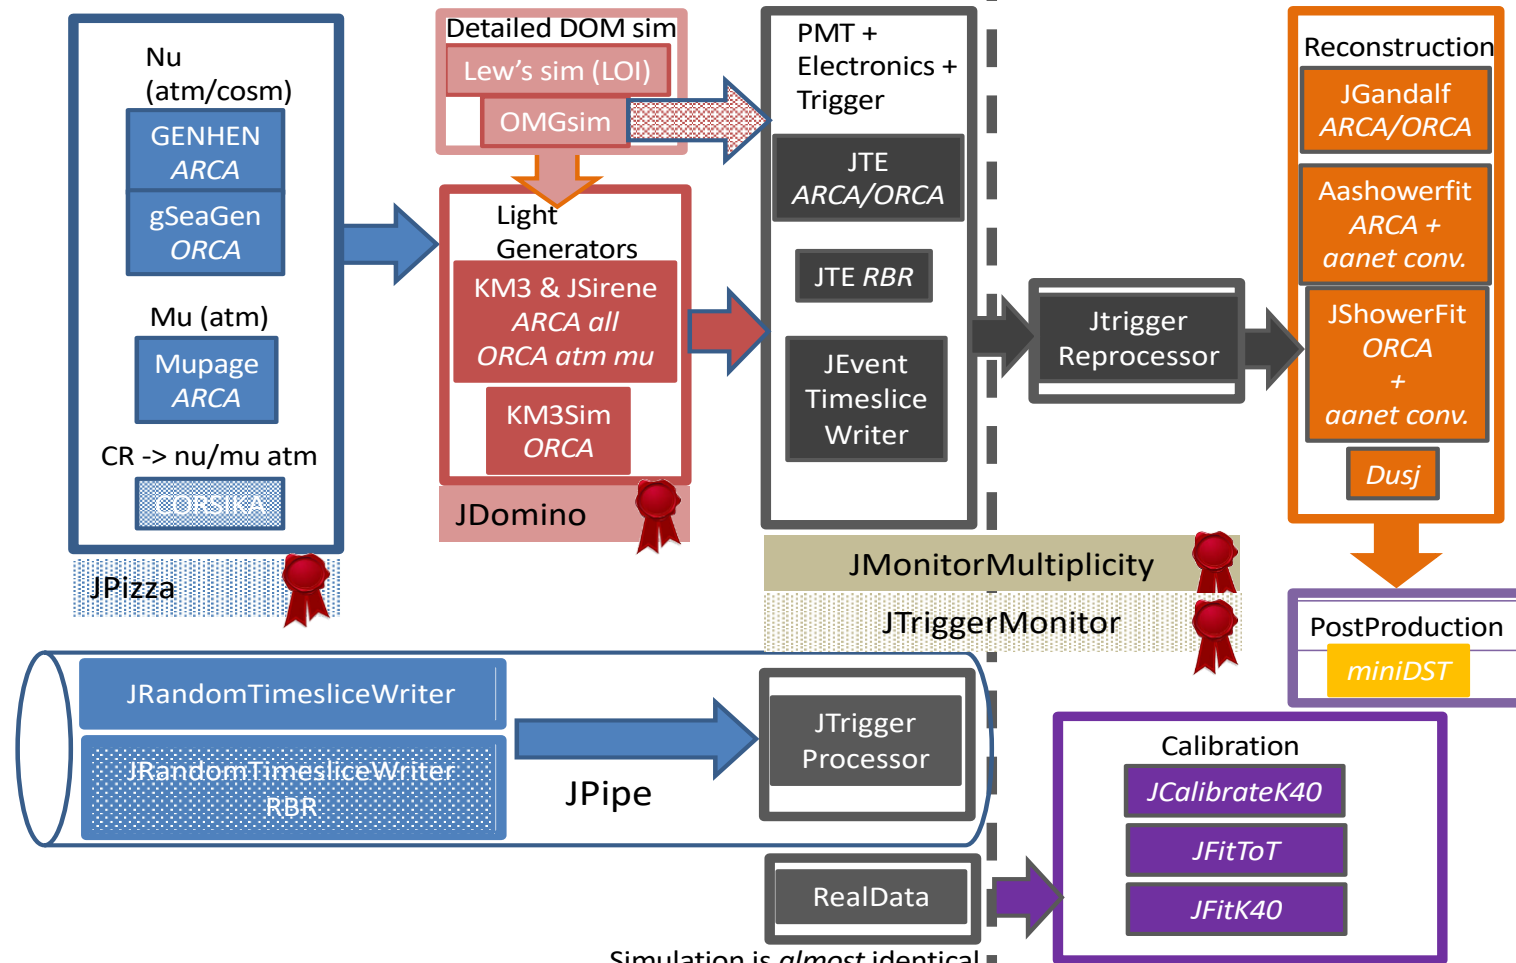 Nu
(atm/cosm)
GENHEN
ARCA
gSeaGen
ORCA
Mu (atm)
Mupage
ARCA
CR -> nu/mu atm
CORSIKA
JPizza
Detailed DOM sim
Lew's sim (LOI)
OMGsim
Light
Generators
KM3 & JSirene
ARCA all
ORCA atm mu
KM3Sim
ORCA
JDomino
PMT +
Electronics +
Trigger
JTE
ARCA/ORCA
JTE RBR
JEvent
Timeslice
Writer
JMonitorMultiplicity
JTriggerMonitor
Jtrigger
Reprocessor
Reconstruction
JGandalf
ARCA/ORCA
Aashowerfit
ARCA +
aanet conv.
JShowerFit
ORCA
+
aanet conv.
Dusj
PostProduction
miniDST
JRandomTimesliceWriter
JRandomTimesliceWriter
RBR
JPipe
JTrigger
Processor
RealData
Calibration
JCalibrateK40
JFitToT
JFitK40
Simulation is almost identical